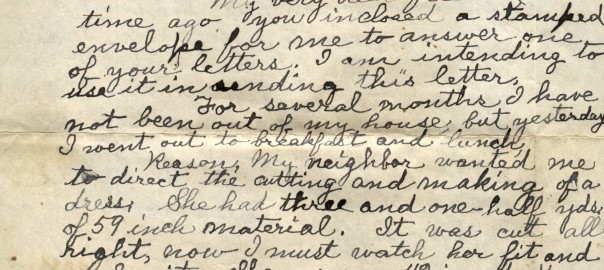 My very
time ago you inclosed a stamped
envelope for me to answer one
of your letters. I am intending to
use it in sending this letter.
For several months I have
not been out of my house, but yesterday
I went out to breakfast and lunch.
Reason, My neighbor wanted me
to direct the cutting and making of a
dress; She had three and one-half yds.
of 59 inch material. It was cut all
right, now I must watch her fit and